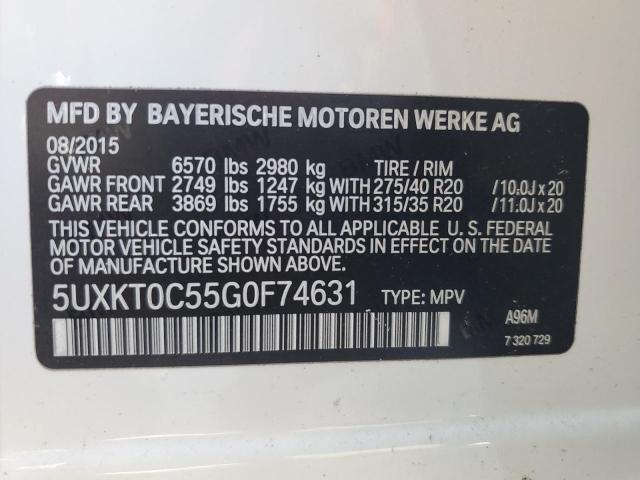 MFD BY BAYERISCHE MOTOREN WERKE AG
08/2015
GVWR 6570 lbs 2980 kg TIRE / RIM
GAWR FRONT 2749 lbs 1247 kg WITH 275/40 R20 /10.0J x 20
GAWR REAR 3869 lbs 1755 kg WITH 315/35 R20 /11.0J x 20
THIS VEHICLE CONFORMS TO ALL APPLICABLE U. S. FEDERAL
MOTOR VEHICLE SAFETY STANDARDS IN EFFECT ON THE DATE
OF MANUFACTURE SHOWN ABOVE.
5UXKT0C55G0F74631 TYPE: MPV
A96M
7 320 729